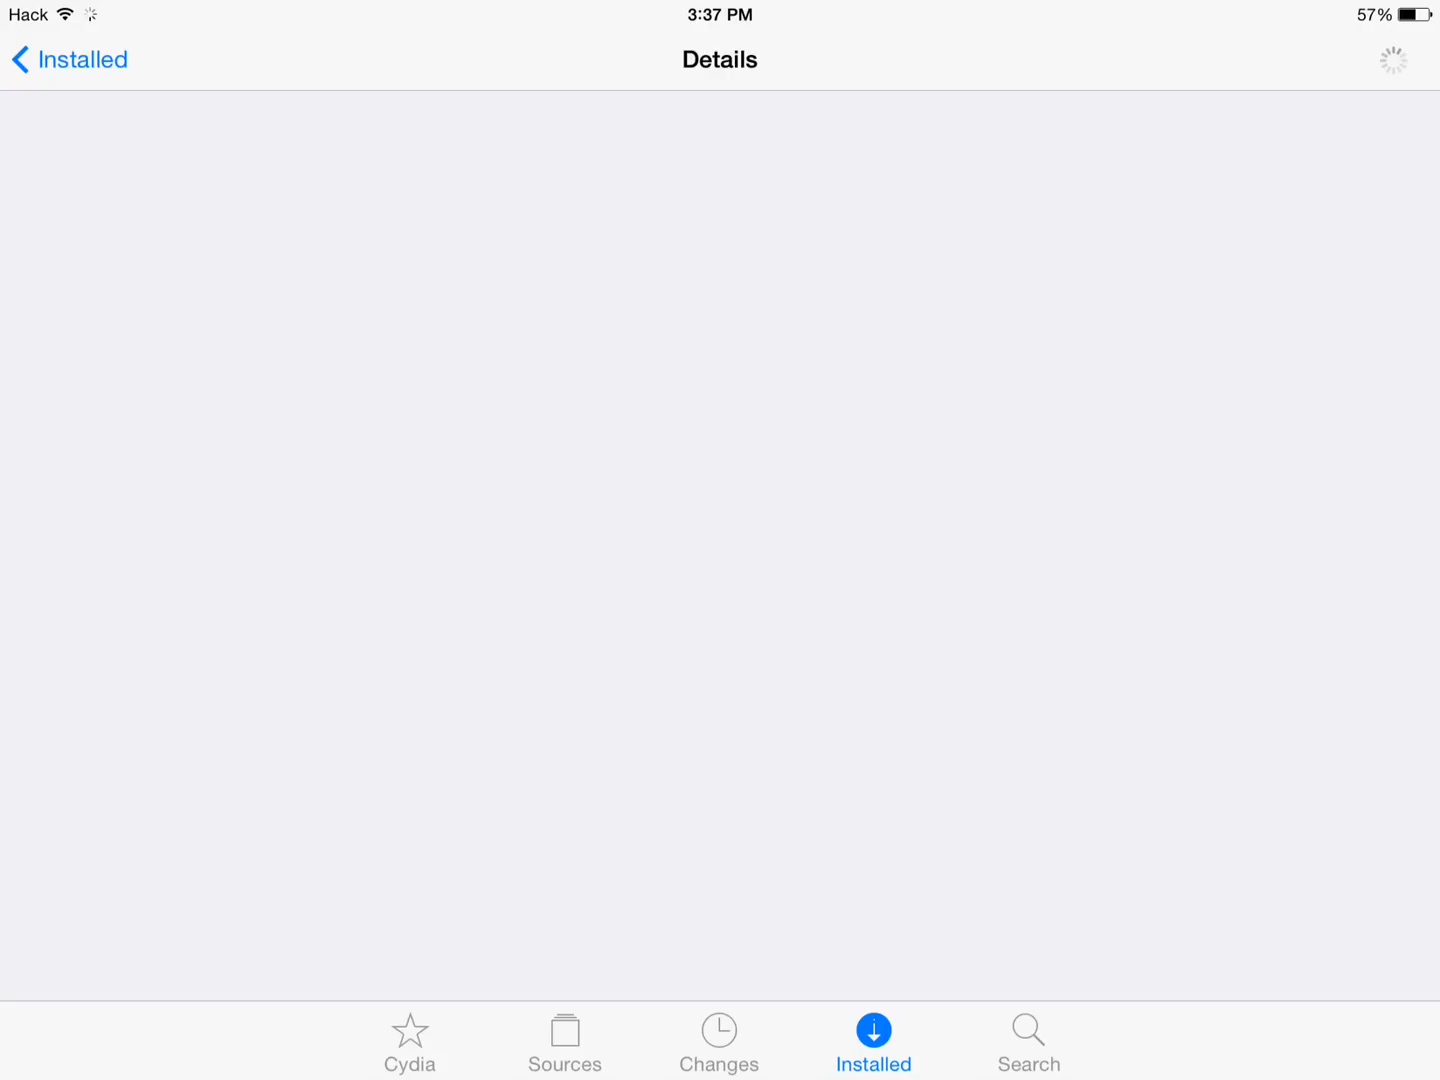 Hack 3:37 PM 57%
Installed Details
Cydia Sources Changes Installed Search